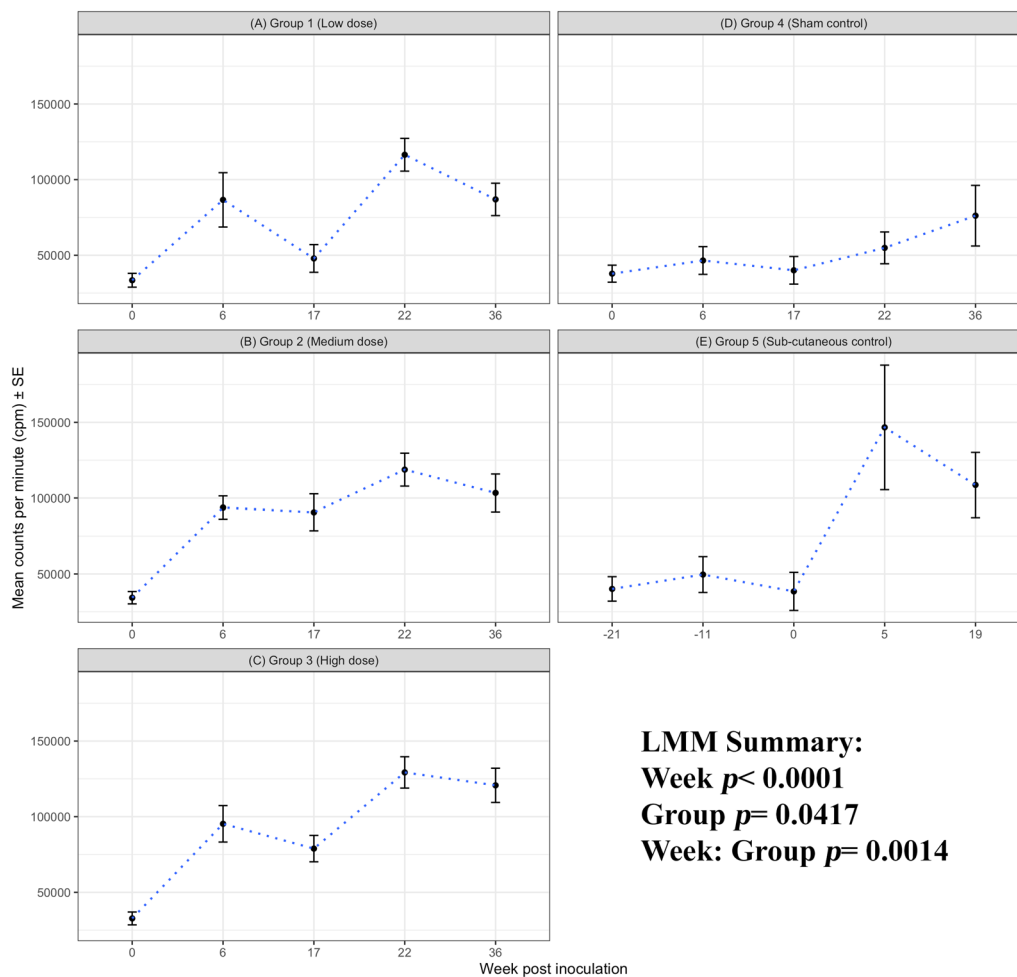 (A) Group 1 (Low dose)
150000
100000
50000
0 6 17 22 36
(D) Group 4 (Sham control)
0 6 17 22 36
(B) Group 2 (Medium dose)
150000
100000
50000
0 6 17 22 36
(E) Group 5 (Sub-cutaneous control)
-21 -11 0 5 19
(C) Group 3 (High dose)
150000
100000
50000
0 6 17 22 36
Mean counts per minute (cpm) ± SE
Week post inoculation
LMM Summary:
Week p< 0.0001
Group p= 0.0417
Week: Group p= 0.0014